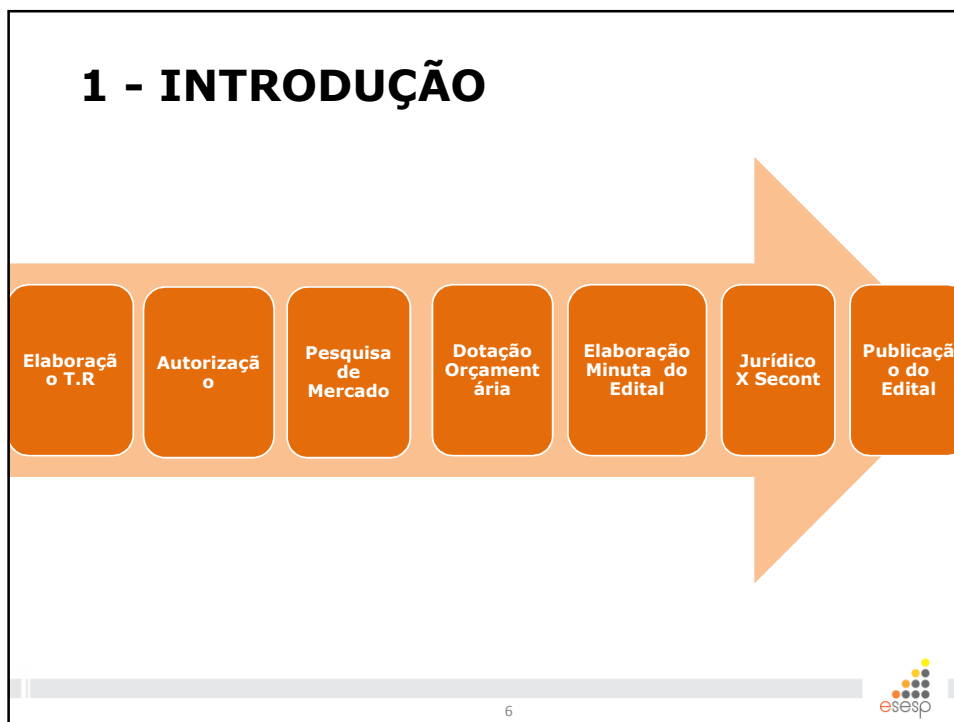 1 - INTRODUÇÃO
Elaboraçã
o T.R
Autorizaçã
o
Pesquisa
de
Mercado
Dotação
Orçament
ária
Elaboração
Minuta do
Edital
Jurídico
X Secont
Publicaçã
o do
Edital
6
esesp